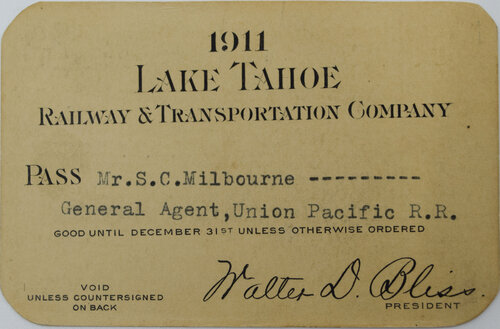 1911
LAKE TAHOE
RAILWAY & TRANSPORTATION COMPANY
PASS Mr.S.C.Milbourne ---------
General Agent,Union Pacific R.R.
GOOD UNTIL DECEMBER 31ST UNLESS OTHERWISE ORDERED
VOID
UNLESS COUNTERSIGNED
ON BACK
Walter D. Bliss.
PRESIDENT